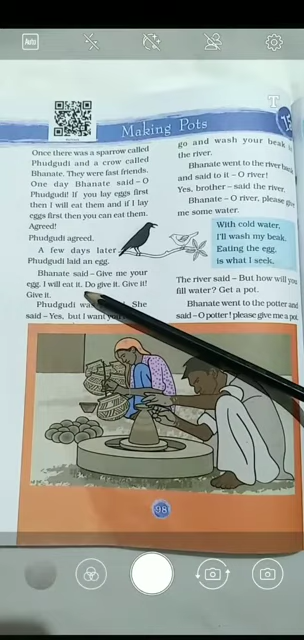 Auto
T
Making Pots
15
Once there was a sparrow called
Phudgudi and a crow called
Bhanate. They were fast friends.
One day Bhanate said – O
Phudgudi! If you lay eggs first
then I will eat them and if I lay
eggs first then you can eat them.
Agreed!
Phudgudi agreed.
A few days later
Phudgudi laid an egg.
Bhanate said – Give me your
egg. I will eat it. Do give it. Give it!
Give it.
Phudgudi She
said – Yes, but I want
go and wash your beak
the river.
Bhanate went to the river
and said to it – O river!
Yes, brother – said the river.
Bhanate – O river, please give
me some water.
With cold water,
I'll wash my beak.
Eating the egg,
is what I seek.
The river said – But how will you
fill water? Get a pot.
Bhanate went to the potter and
said – O potter! please give me a pot.
98